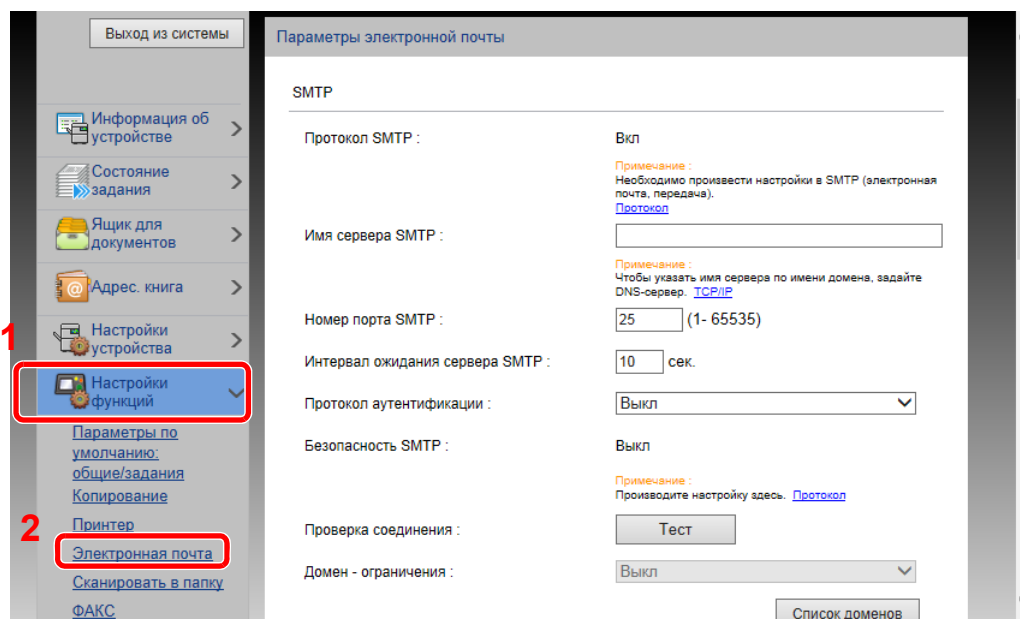 Выход из системы
Параметры электронной почты
SMTP
Информация об
устройстве
Состояние
задания
Ящик для
документов
Адрес. книга
1
Настройки
устройства
Настройки
функций
Параметры по
умолчанию:
общие/задания
Копирование
2
Принтер
Электронная почта
Сканировать в папку
ФАКС
Протокол SMTP :
Вкл
Примечание :
Необходимо произвести настройки в SMTP (электронная
почта, передача).
Протокол
Имя сервера SMTP :
Примечание :
Чтобы указать имя сервера по имени домена, задайте
DNS-сервер. TCP/IP
Номер порта SMTP :
25 (1- 65535)
Интервал ожидания сервера SMTP :
10 сек.
Протокол аутентификации :
Выкл
Безопасность SMTP :
Выкл
Примечание :
Производите настройку здесь. Протокол
Проверка соединения :
Тест
Домен - ограничения :
Выкл
Список доменов